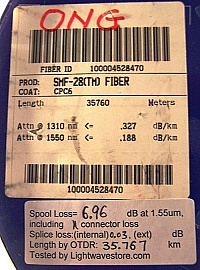 ONG
FIBER ID 100004528470
PROD: SMF-28(TM) FIBER
COAT: CPC6
Length 35760 Meters
Attn @ 1310 nm <= .327 dB/km
Attn @ 1550 nm <= .188 dB/km
100004528470
Spool Loss= 6.96 dB at 1.55um,
including 1 connector loss
Splice loss:(internal) 0.03, (ext) dB
Length by OTDR: 35.767 km
Tested by Lightwavestore.com